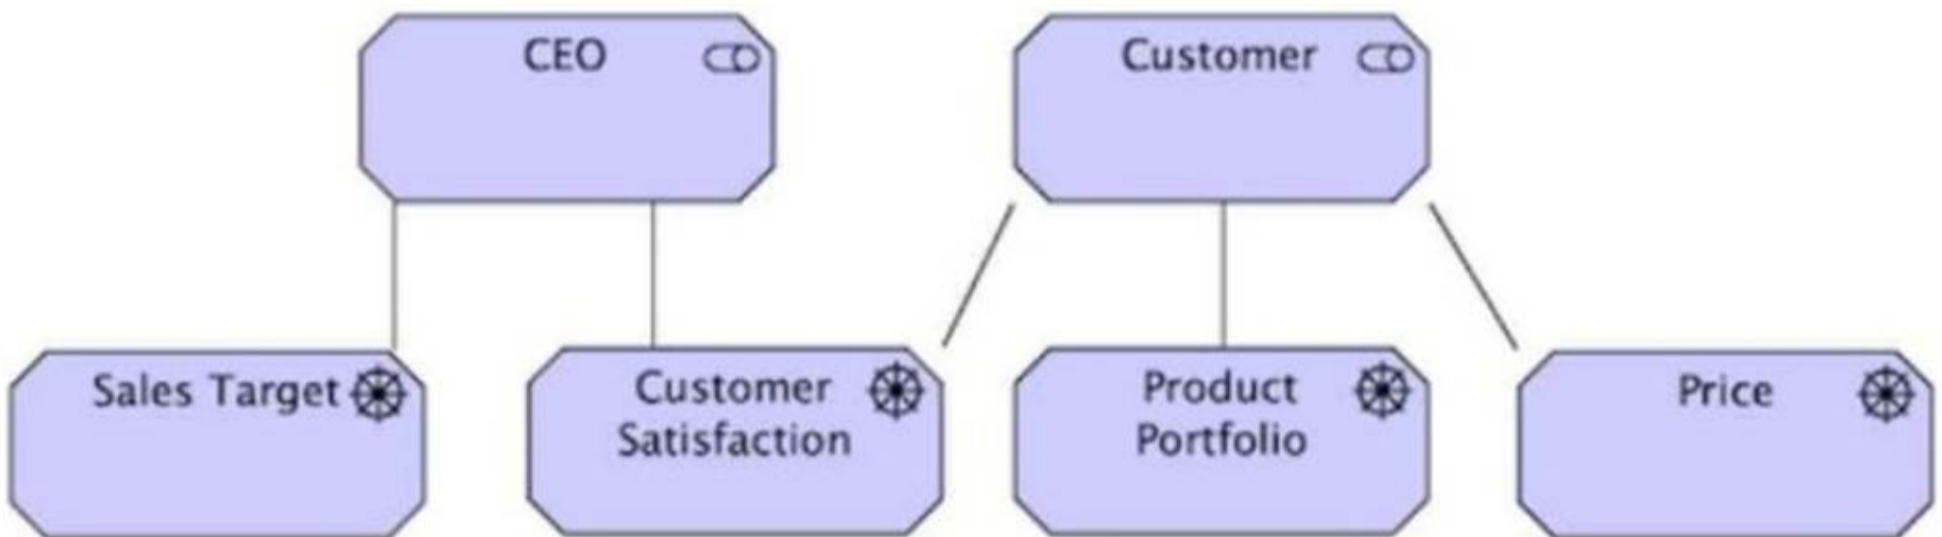 CEO
Customer
Sales Target
Customer
Satisfaction
Product
Portfolio
Price